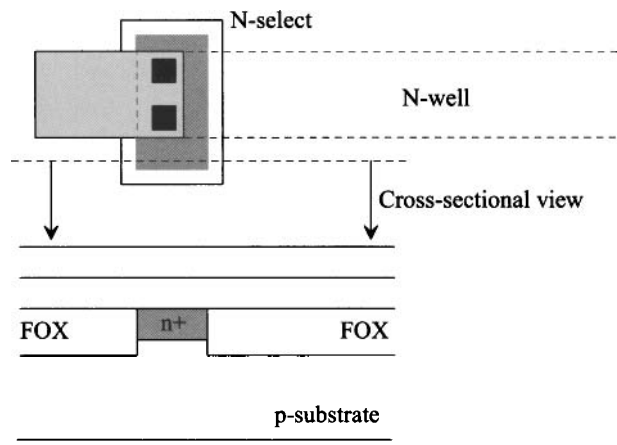 N-select
N-well
Cross-sectional view
FOX
n+
FOX
p-substrate